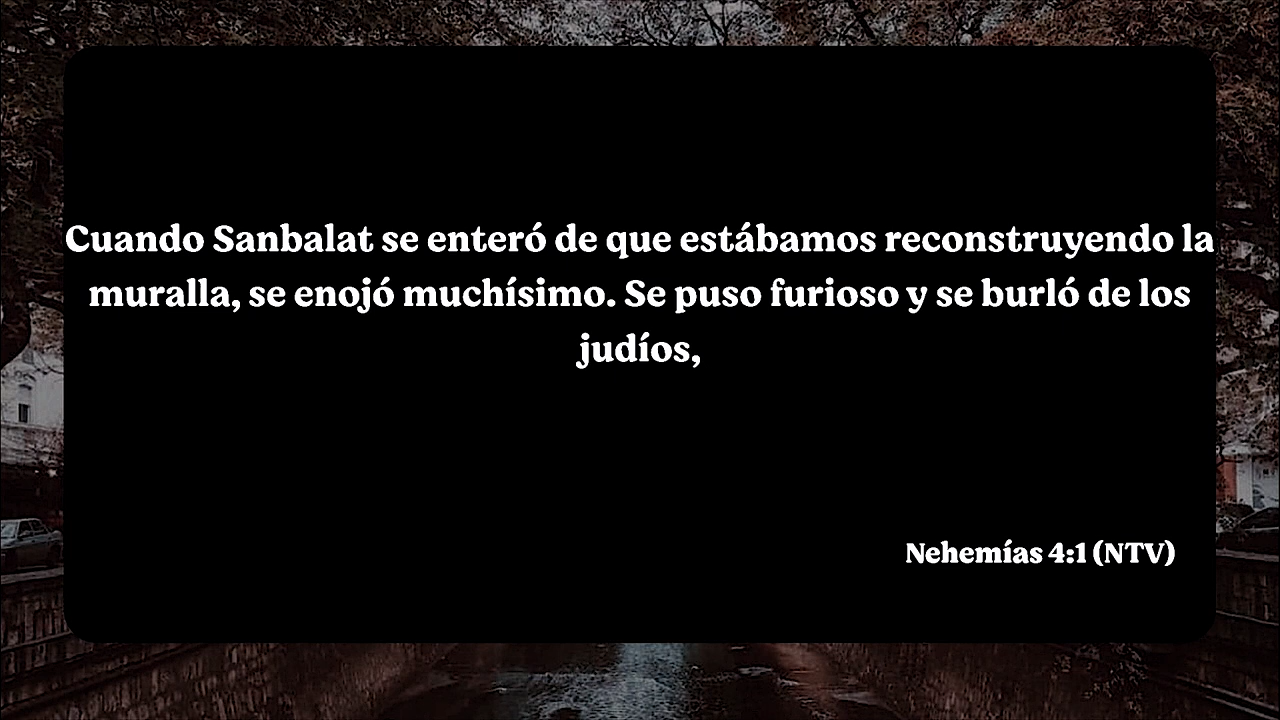 Cuando Sanbalat se enteró de que estábamos reconstruyendo la
muralla, se enojó muchísimo. Se puso furioso y se burló de los
judíos,
Nehemías 4:1 (NTV)